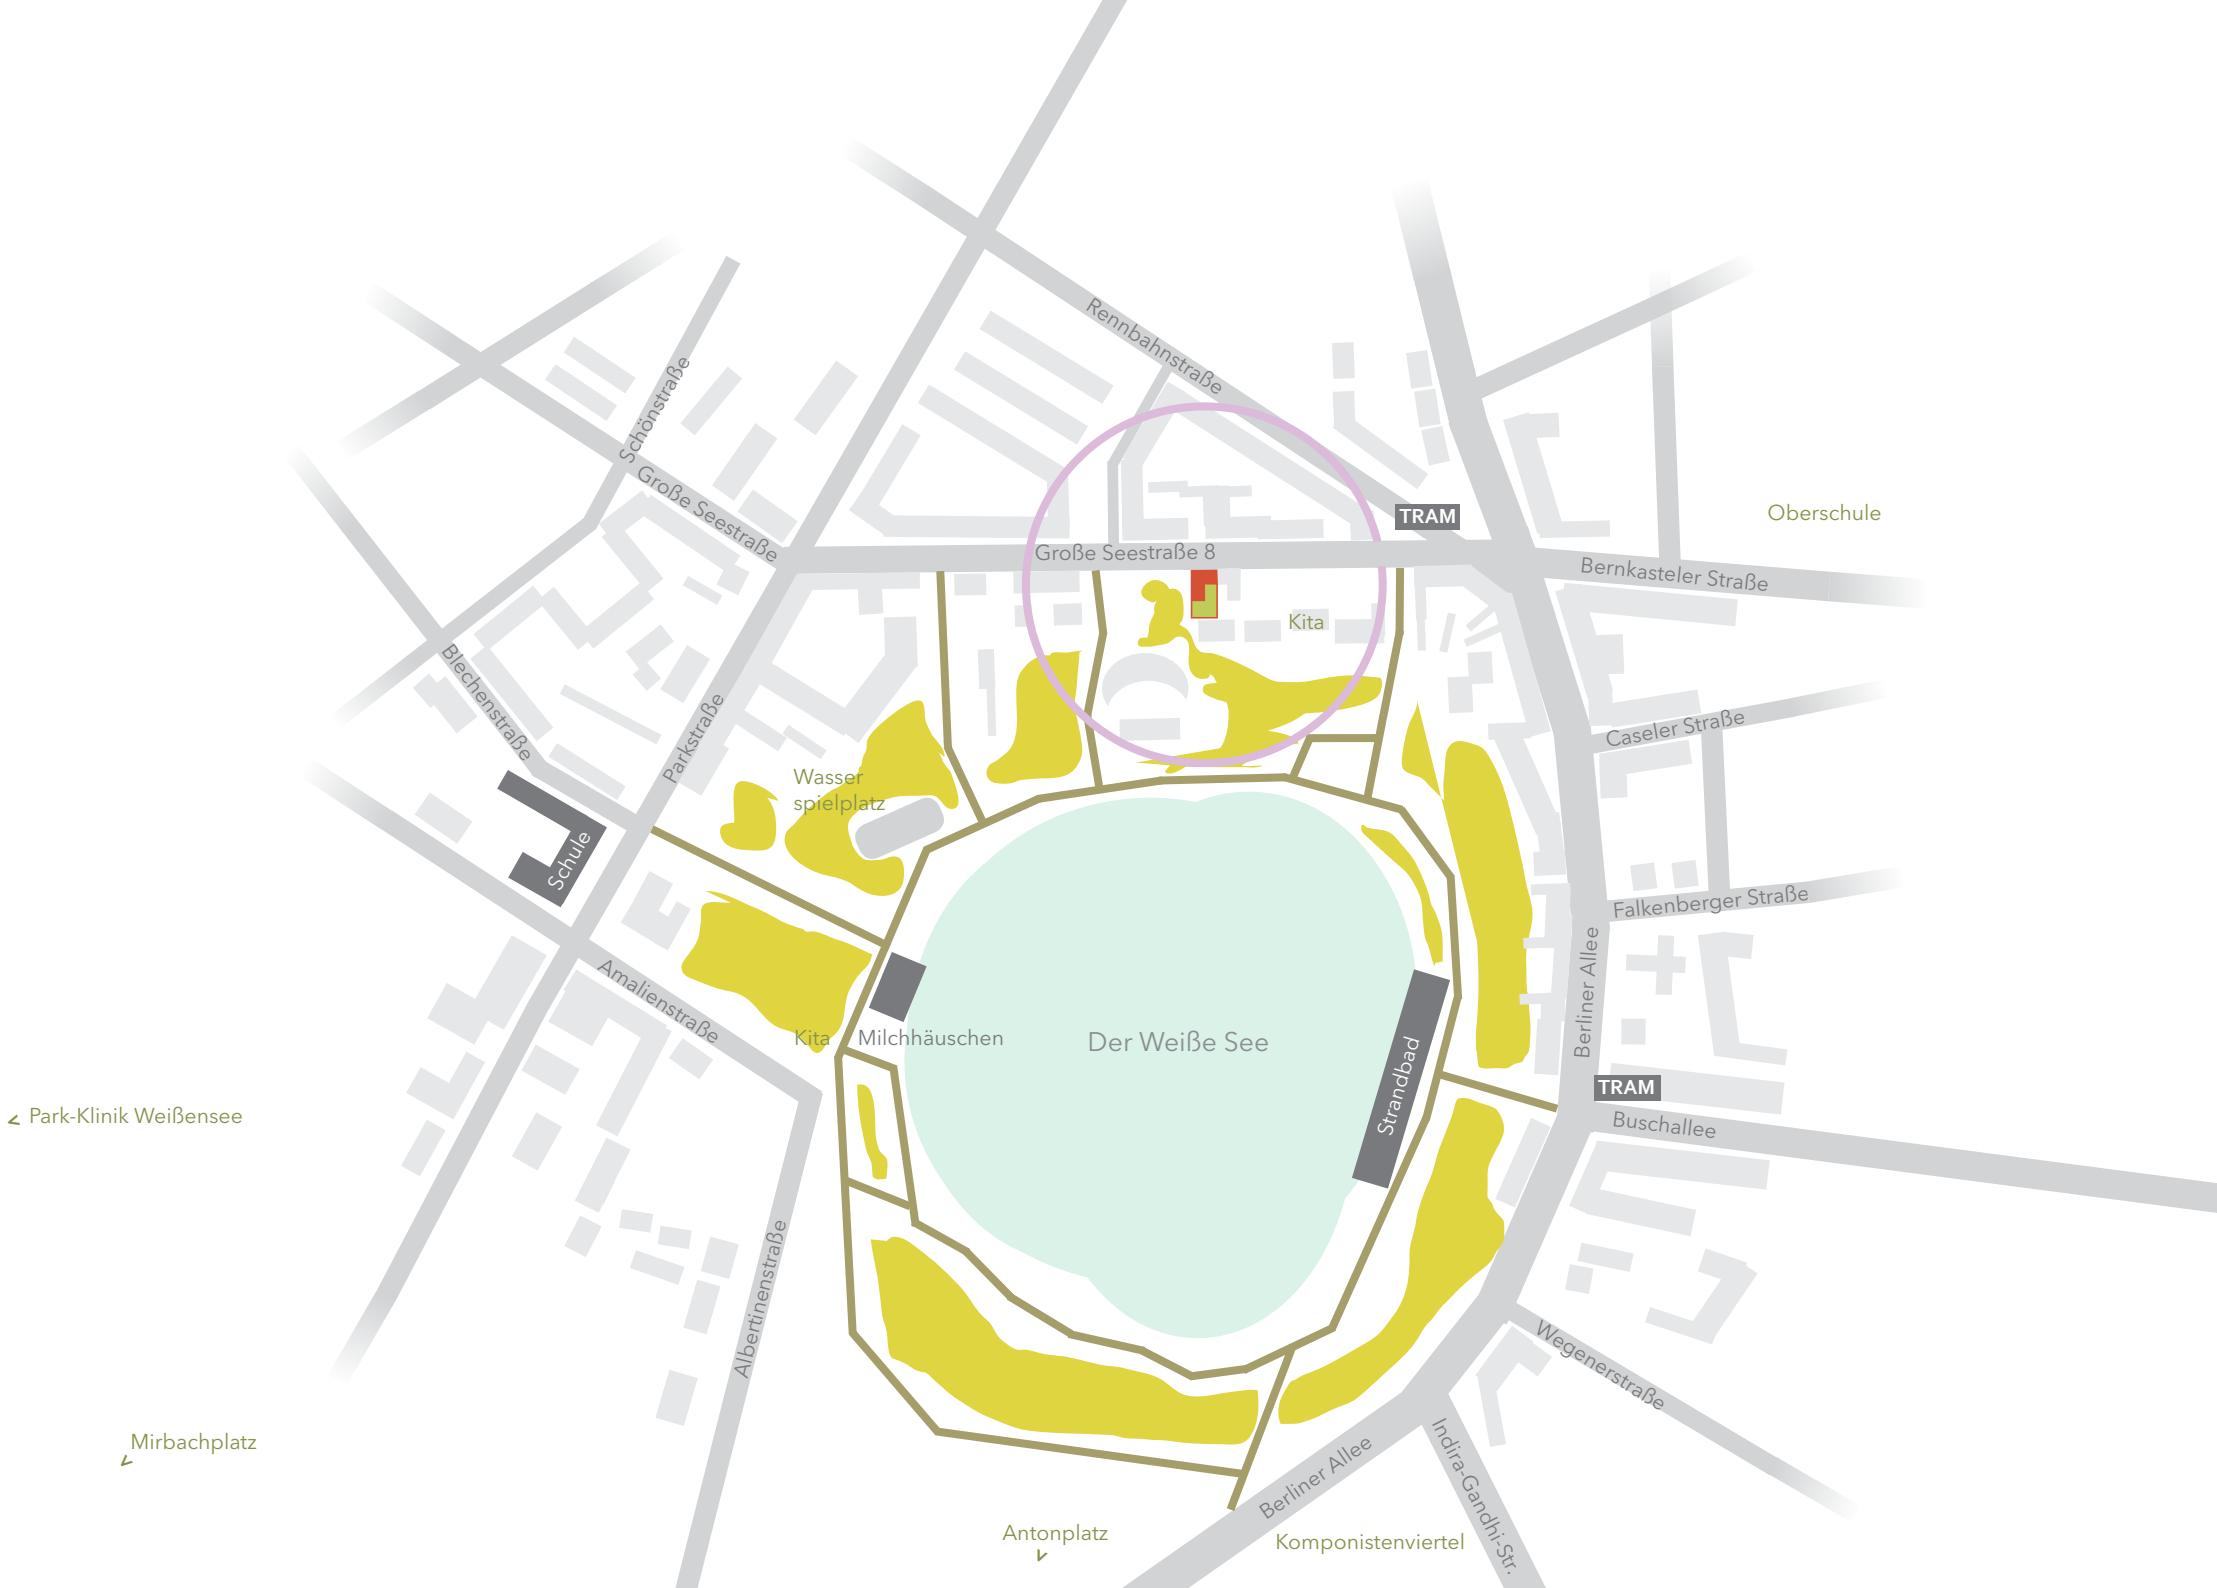 Rennbahnstraße
Schönstraße
Große Seestraße
TRAM
Oberschule
Große Seestraße 8
Bernkasteler Straße
Kita
Blechenstraße
Parkstraße
Caseler Straße
Wasser
spielplatz
Schule
Falkenberger Straße
Amalienstraße
Berliner Allee
Kita
Milchhäuschen
Der Weiße See
Strandbad
TRAM
Park-Klinik Weißensee
Buschallee
Albertinenstraße
Wegenerstraße
Mirbachplatz
Berliner Allee
Indira-Gandhi-Str.
Antonplatz
Komponistenviertel